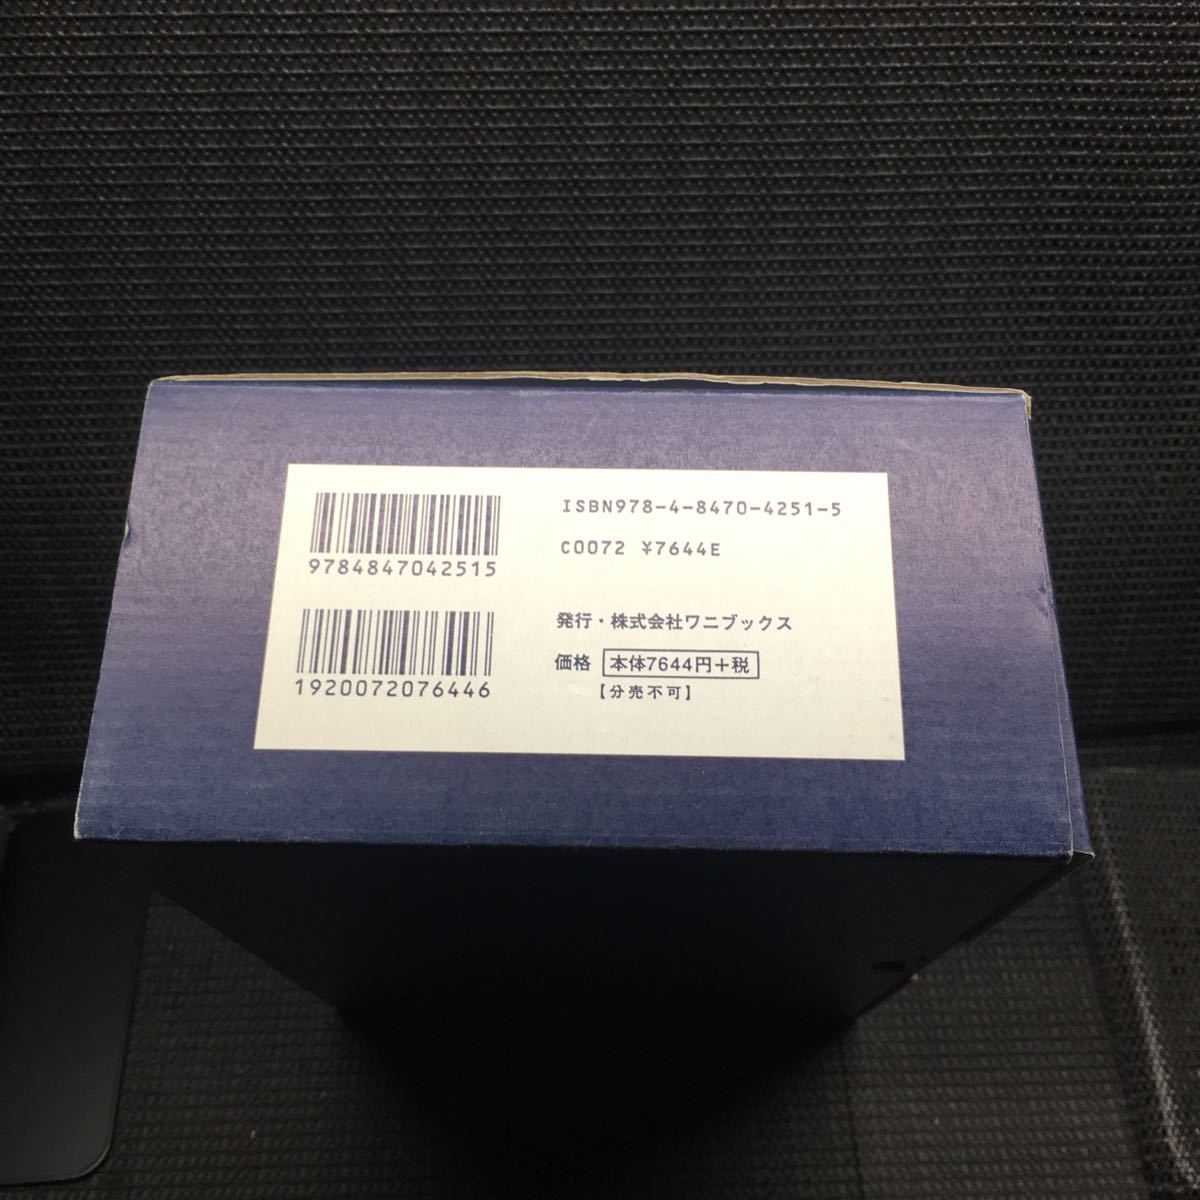 9784847042515
1920072076446
ISBN978-4-8470-4251-5
C0072 ¥7644E
発行・株式会社ワニブックス
価格 本体7644円+税
【分売不可】